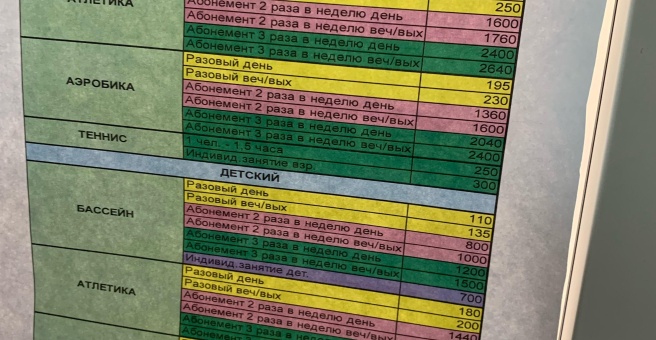 АТЛЕТИКА
250
Абонемент 2 раза в неделю день 1600
Абонемент 2 раза в неделю веч/вых 1760
Абонемент 3 раза в неделю день 2400
Абонемент 3 раза в неделю веч/вых 2640
АЭРОБИКА
Разовый день 195
Разовый веч/вых 230
Абонемент 2 раза в неделю день 1360
Абонемент 2 раза в неделю веч/вых 1600
Абонемент 3 раза в неделю день 2040
Абонемент 3 раза в неделю веч/вых 2400
ТЕННИС
1 чел. - 1,5 часа 250
Индивид.занятие взр. 300
ДЕТСКИЙ
БАССЕЙН
Разовый день 110
Разовый веч/вых 135
Абонемент 2 раза в неделю день 800
Абонемент 2 раза в неделю веч/вых 1000
Абонемент 3 раза в неделю день 1200
Абонемент 3 раза в неделю веч/вых 1500
Индивид.занятие дет. 700
АТЛЕТИКА
Разовый день 180
Разовый веч/вых 200
Абонемент 2 раза в неделю день 1440
Абонемент 2 раза в неделю веч/вых
Абонемент 3 раза в неделю